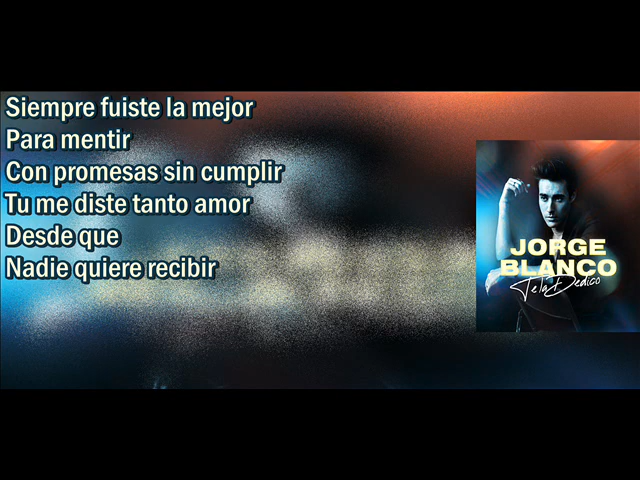 Siempre fuiste la mejor
Para mentir
Con promesas sin cumplir
Tu me diste tanto amor
Desde que
Nadie quiere recibir
JORGE
BLANCO
Te la Dedico